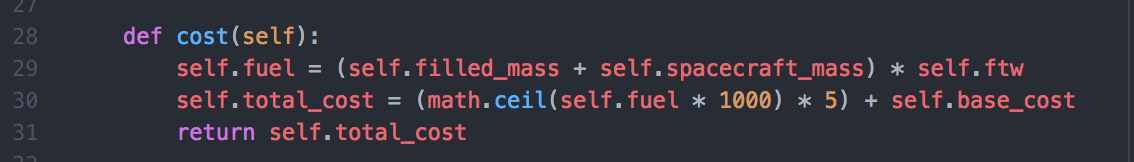 27
28 def cost(self):
29 self.fuel = (self.filled_mass + self.spacecraft_mass) * self.ftw
30 self.total_cost = (math.ceil(self.fuel * 1000) * 5) + self.base_cost
31 return self.total_cost